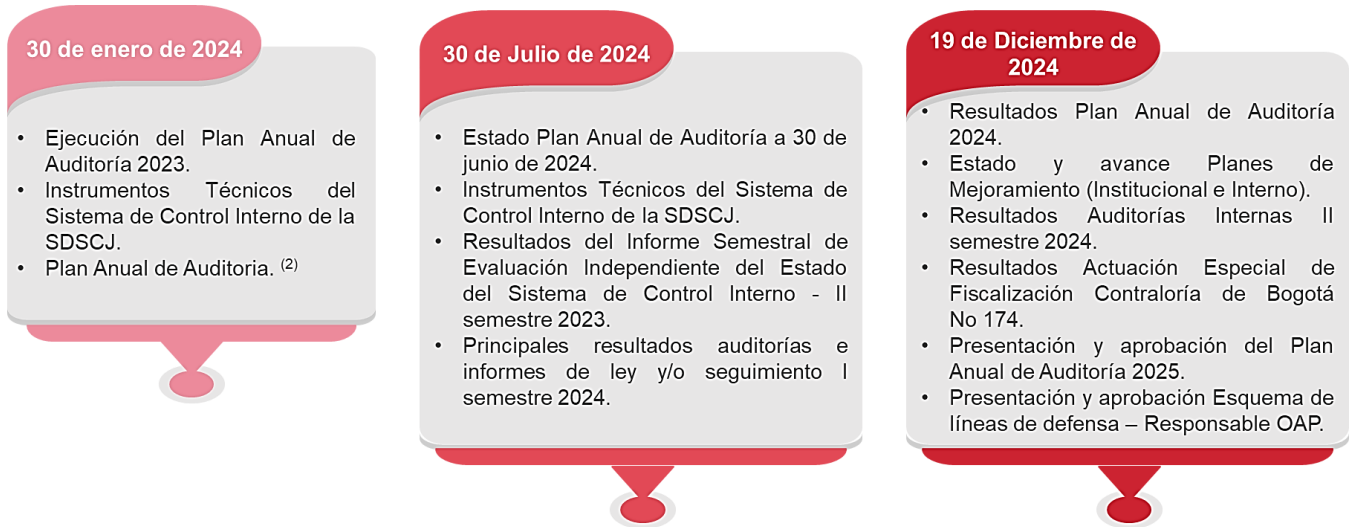 30 de enero de 2024
• Ejecución del Plan Anual de
Auditoría 2023.
• Instrumentos Técnicos del
Sistema de Control Interno de la
SDSCJ.
• Plan Anual de Auditoria. (2)
30 de Julio de 2024
• Estado Plan Anual de Auditoría a 30 de
junio de 2024.
• Instrumentos Técnicos del Sistema de
Control Interno de la SDSCJ.
• Resultados del Informe Semestral de
Evaluación Independiente del Estado
del Sistema de Control Interno - II
semestre 2023.
• Principales resultados auditorías e
informes de ley y/o seguimiento I
semestre 2024.
19 de Diciembre de
2024
• Resultados Plan Anual de Auditoría
2024.
• Estado y avance Planes de
Mejoramiento (Institucional e Interno).
• Resultados Auditorías Internas II
semestre 2024.
• Resultados Actuación Especial de
Fiscalización Contraloría de Bogotá
No 174.
• Presentación y aprobación del Plan
Anual de Auditoría 2025.
• Presentación y aprobación Esquema de
líneas de defensa – Responsable OAP.